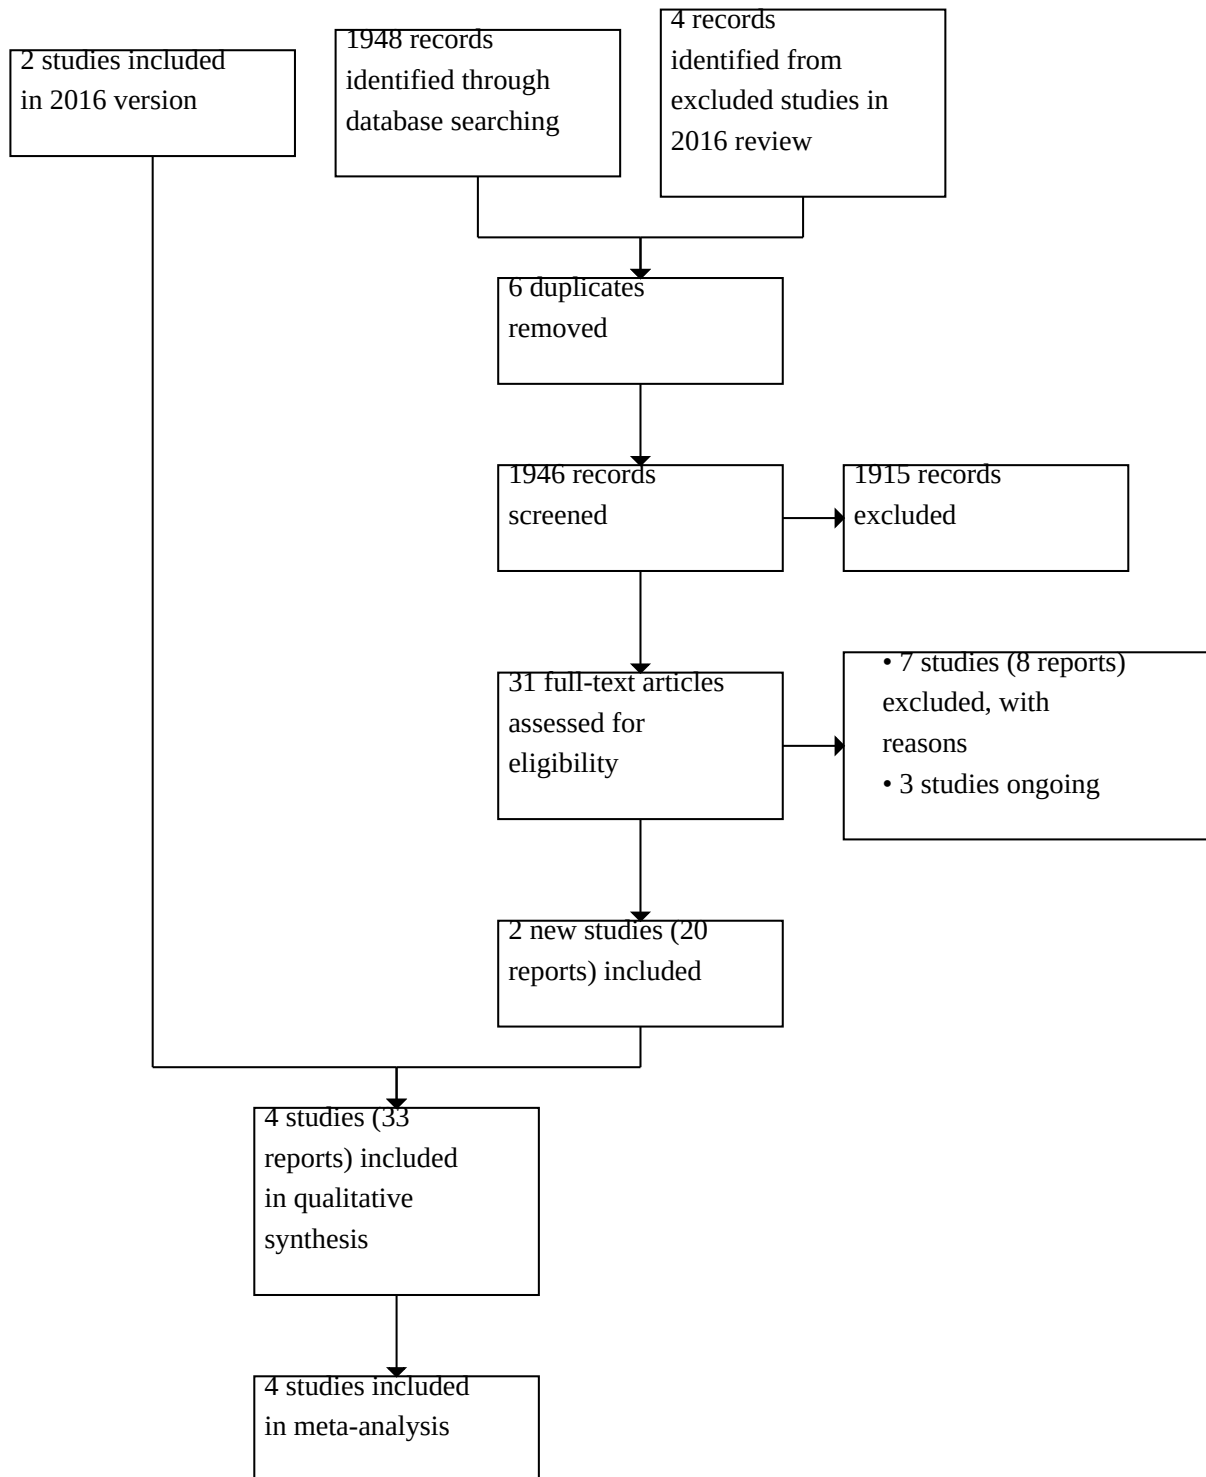 2 studies included
in 2016 version
1948 records
identified through
database searching
4 records
identified from
excluded studies in
2016 review
6 duplicates
removed
1946 records
screened
1915 records
excluded
31 full-text articles
assessed for
eligibility
• 7 studies (8 reports)
excluded, with
reasons
• 3 studies ongoing
2 new studies (20
reports) included
4 studies (33
reports) included
in qualitative
synthesis
4 studies included
in meta-analysis